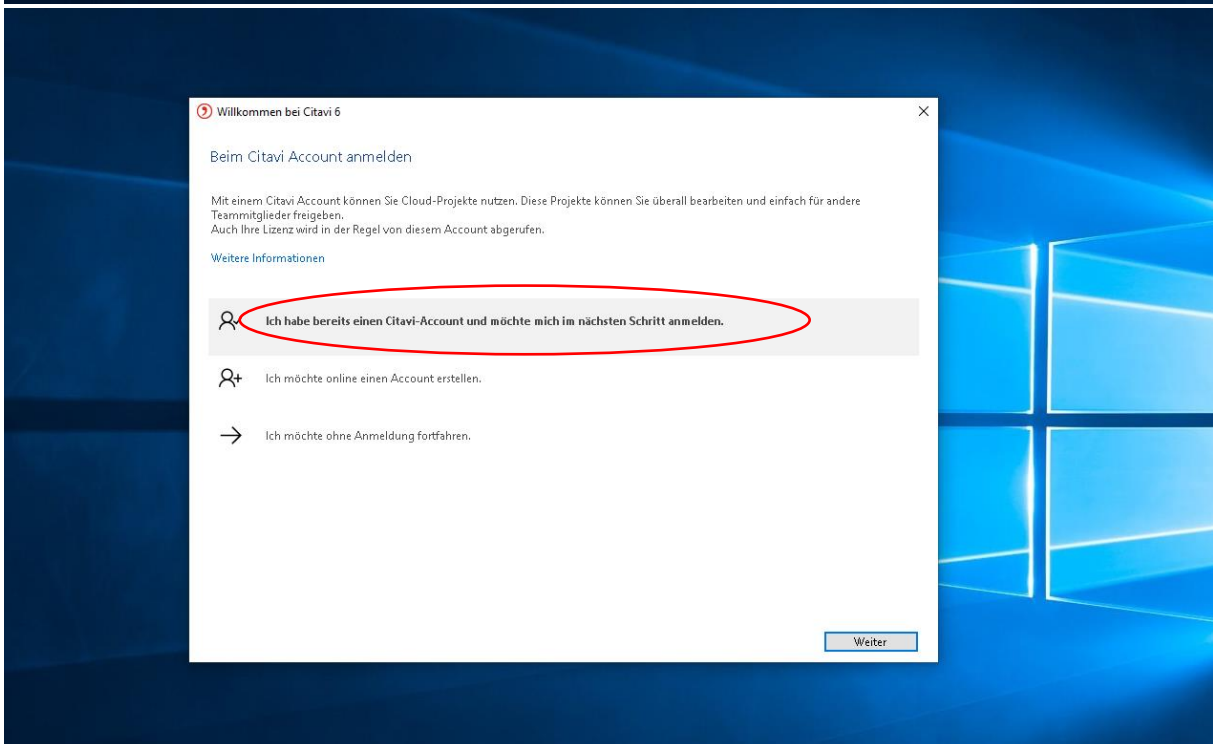 Willkommen bei Citavi 6
Beim Citavi Account anmelden
Mit einem Citavi Account können Sie Cloud-Projekte nutzen. Diese Projekte können Sie überall bearbeiten und einfach für andere
Teammitglieder freigeben.
Auch Ihre Lizenz wird in der Regel von diesem Account abgerufen.
Weitere Informationen
Ich habe bereits einen Citavi-Account und möchte mich im nächsten Schritt anmelden.
Ich möchte online einen Account erstellen.
Ich möchte ohne Anmeldung fortfahren.
Weiter